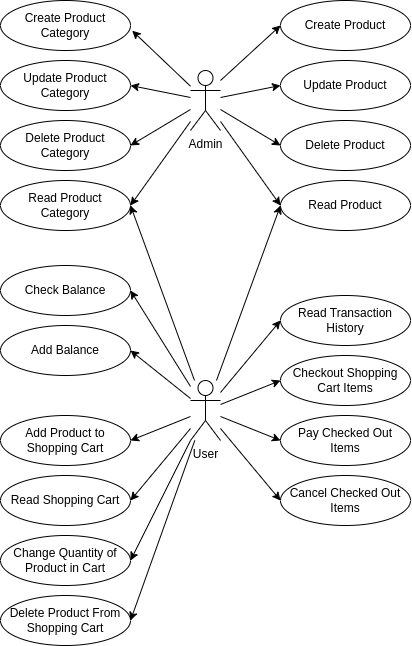 Create Product
Category
Create Product
Update Product
Category
Update Product
Admin
Delete Product
Category
Delete Product
Read Product
Category
Read Product
Check Balance
Read Transaction
History
Add Balance
Checkout Shopping
Cart Items
User
Add Product to
Shopping Cart
Pay Checked Out
Items
Read Shopping Cart
Cancel Checked Out
Items
Change Quantity of
Product in Cart
Delete Product From
Shopping Cart